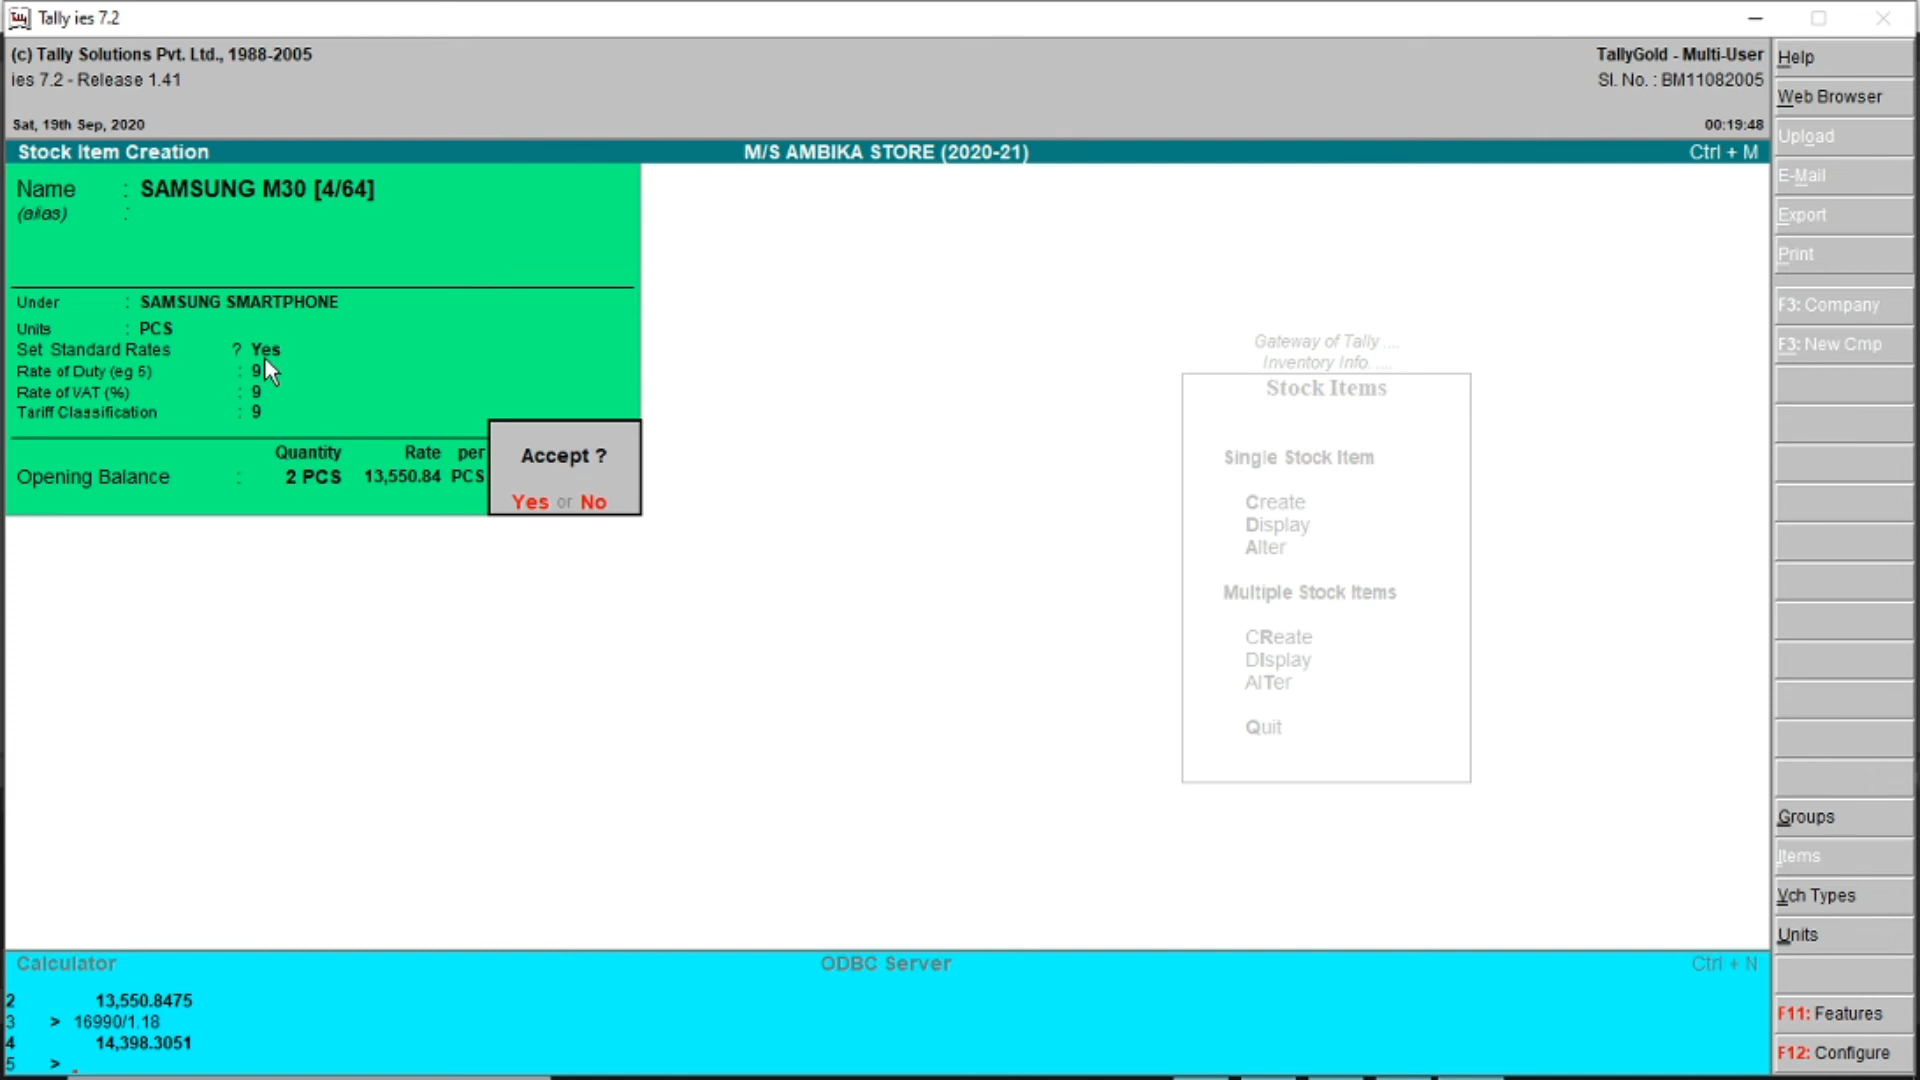 Tally ies 7.2
(c) Tally Solutions Pvt. Ltd., 1988-2005
TallyGold - Multi-User
ies 7.2 - Release 1.41
Sl. No. : BM11082005
Sat, 19th Sep, 2020
00:19:48
Stock Item Creation
M/S AMBIKA STORE (2020-21)
Ctrl + M
Name : SAMSUNG M30 [4/64]
(alias) :
Under : SAMSUNG SMARTPHONE
Units : PCS
Set Standard Rates ? Yes
Rate of Duty (eg 5) : 9
Rate of VAT (%) : 9
Tariff Classification : 9
Quantity Rate per
Opening Balance : 2 PCS 13,550.84 PCS
Accept ?
Yes or No
Gateway of Tally ....
Inventory Info. ....
Stock Items
Single Stock Item
Create
Display
Alter
Multiple Stock Items
CReate
DIsplay
AlTer
Quit
Help
Web Browser
Upload
E-Mail
Export
Print
F3: Company
F3: New Cmp
Groups
Items
Vch Types
Units
F11: Features
F12: Configure
Calculator
ODBC Server
Ctrl + N
2 13,550.8475
3 > 16990/1.18
4 14,398.3051
5 >